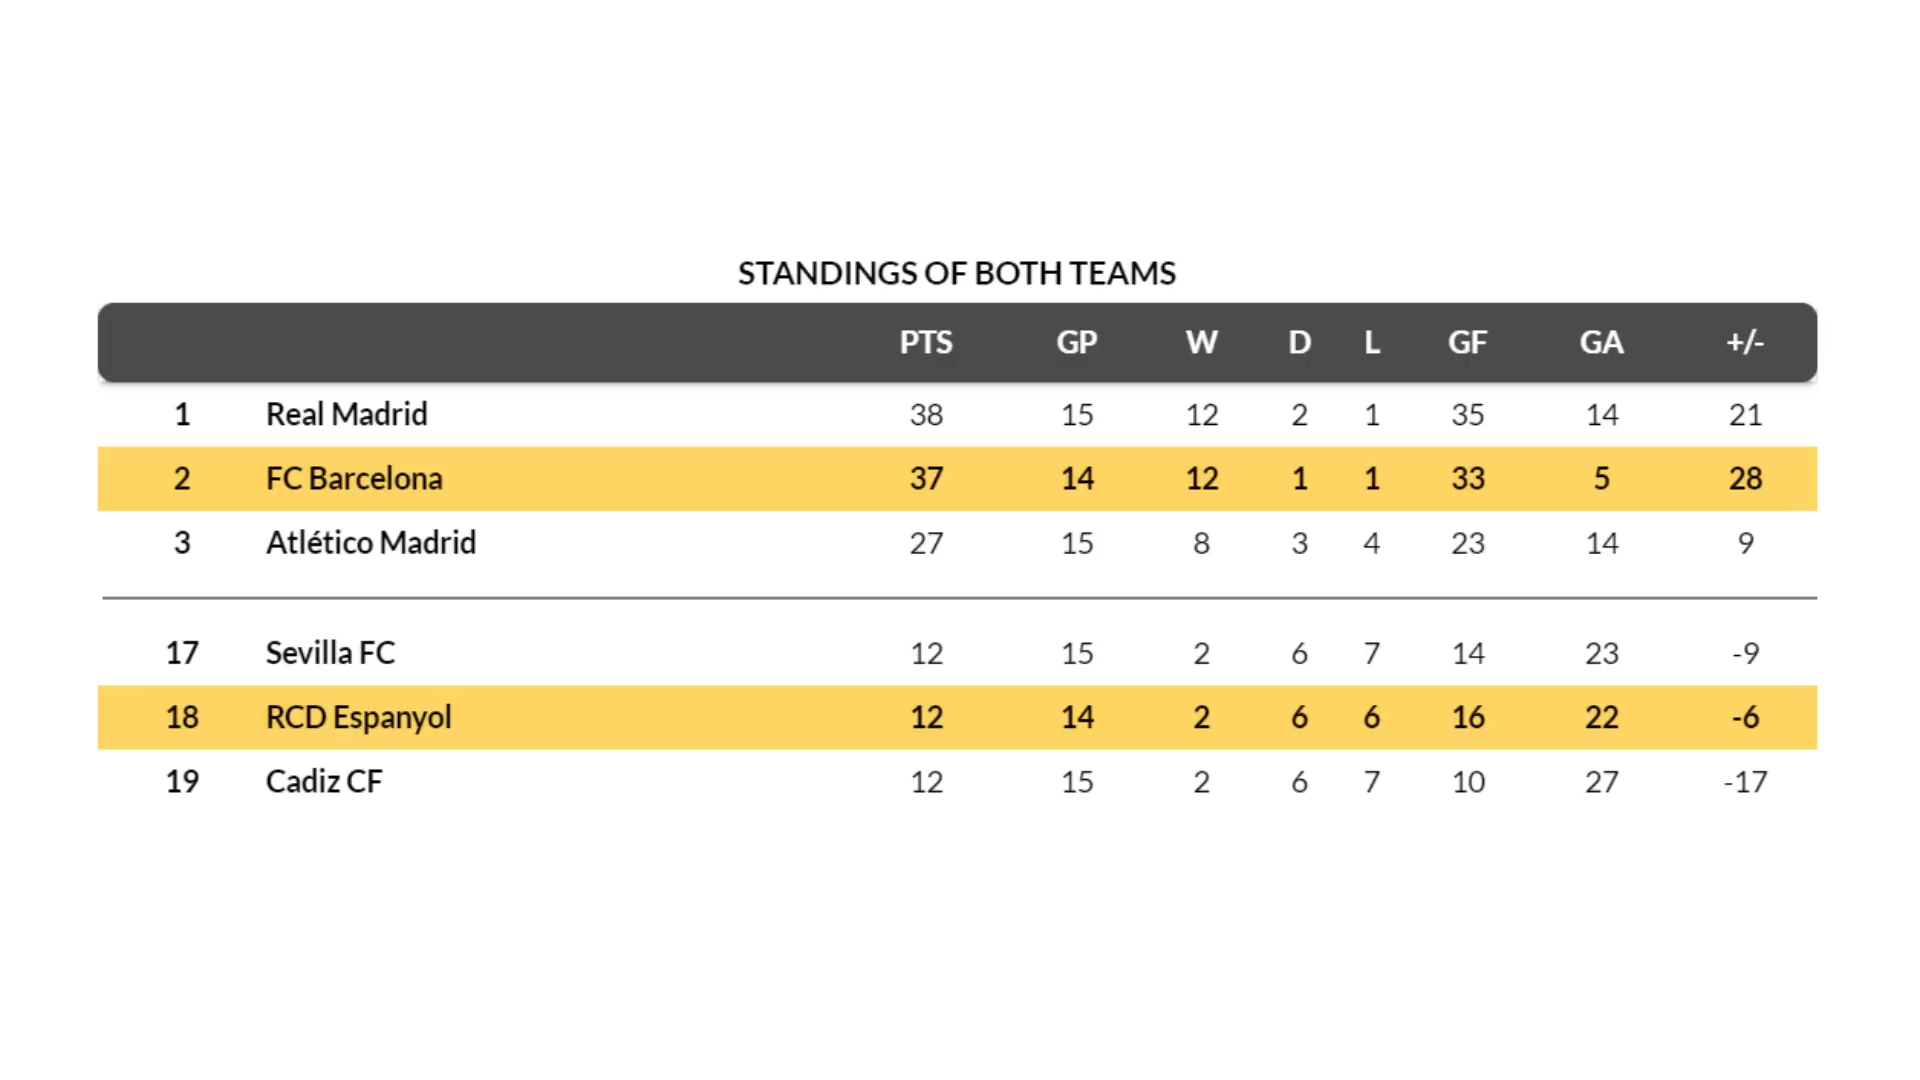 STANDINGS OF BOTH TEAMS
PTS GP W D L GF GA +/-
1 Real Madrid 38 15 12 2 1 35 14 21
2 FC Barcelona 37 14 12 1 1 33 5 28
3 Atlético Madrid 27 15 8 3 4 23 14 9
17 Sevilla FC 12 15 2 6 7 14 23 -9
18 RCD Espanyol 12 14 2 6 6 16 22 -6
19 Cadiz CF 12 15 2 6 7 10 27 -17